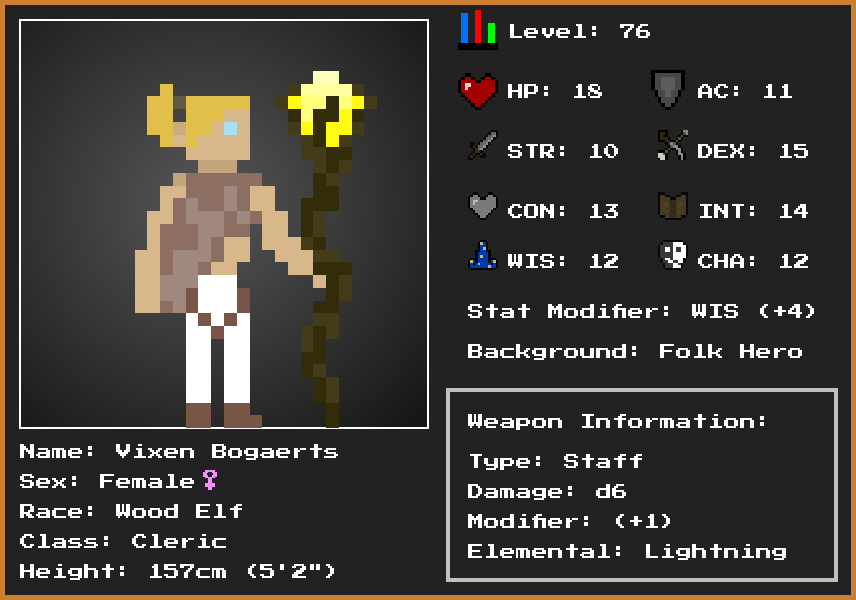 Level: 76
HP: 18 AC: 11
STR: 10 DEX: 15
CON: 13 INT: 14
WIS: 12 CHA: 12
Stat Modifier: WIS (+4)
Background: Folk Hero
Weapon Information:
Type: Staff
Damage: d6
Modifier: (+1)
Elemental: Lightning
Name: Vixen Bogaerts
Sex: Female♀
Race: Wood Elf
Class: Cleric
Height: 157cm (5'2")